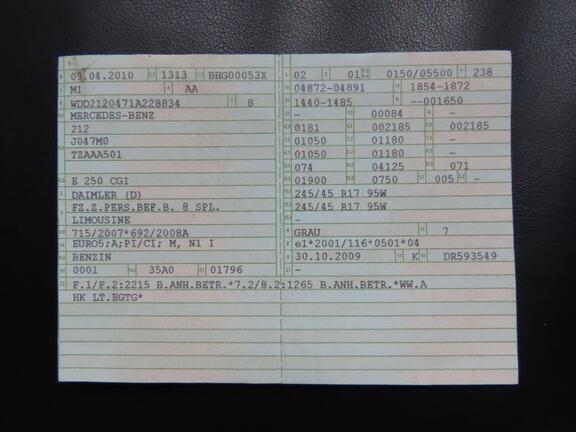 09.04.2010 1313 BHG00053X
M1 AA
WDD2120471A228834 8
MERCEDES-BENZ
212
J047M0
TZAAA501
E 250 CGI
DAIMLER (D)
FZ.Z.PERS.BEF.B. 8 SPL.
LIMOUSINE
715/2007*692/2008A
EURO5;A;PI/CI; M, N1 I
BENZIN
0001 35A0 01796
02 01 0150/05500 238
04872-04891 1854-1872
1440-1485 --001650
- 00084 -
0181 002185 002185
01050 01180 -
01050 01180 -
074 04125 071
01900 0750 005 -
245/45 R17 95W
245/45 R17 95W
-
GRAU 7
e1*2001/116*0501*04
30.10.2009 K DR593549
-
F.1/F.2:2215 B.ANH.BETR.*7.2/8.2:1265 B.ANH.BETR.*WW.A
HK LT.EGTG*